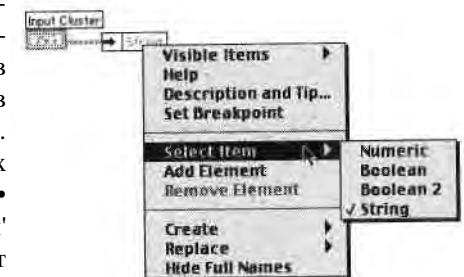 Input Cluster
String
Visible Items
Help
Description and Tip...
Set Breakpoint
Select Item
Add Element
Remove Element
Create
Replace
Hide Full Names
Numeric
Boolean
Boolean 2
✓ String